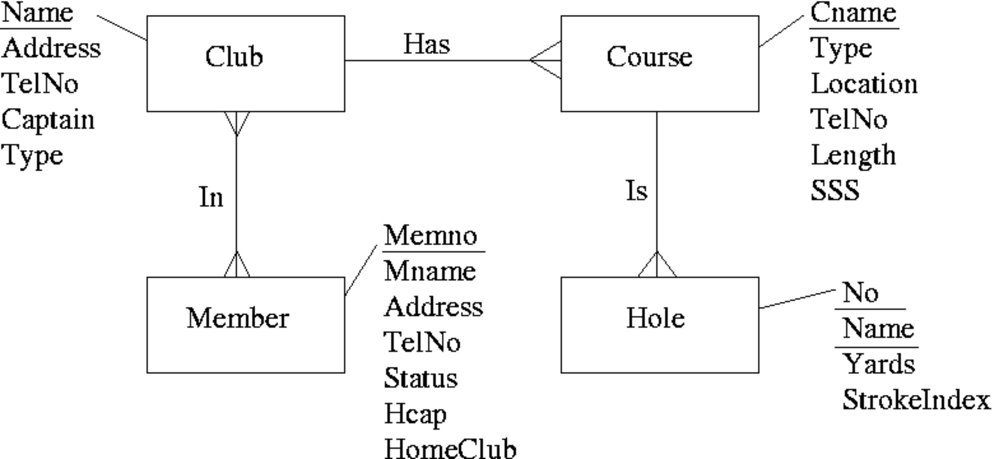 Name
Address
TelNo
Captain
Type
Club
Has
Course
Cname
Type
Location
TelNo
Length
SSS
In
Is
Member
Memno
Mname
Address
TelNo
Status
Hcap
HomeClub
Hole
No
Name
Yards
StrokeIndex